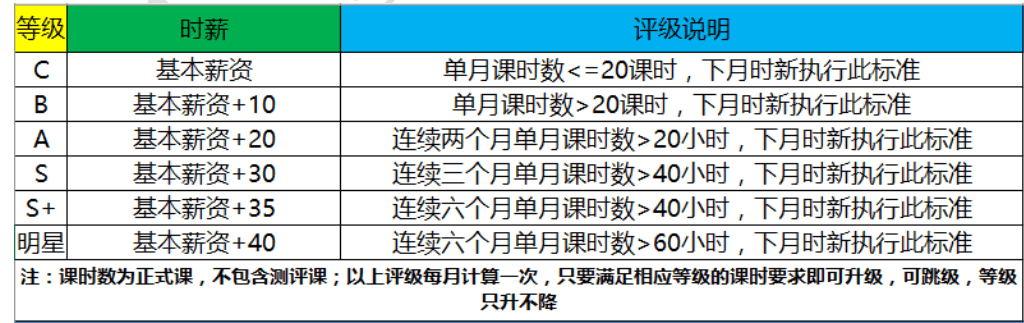 等级 时薪 评级说明
C 基本薪资 单月课时数<=20课时，下月时新执行此标准
B 基本薪资+10 单月课时数>20课时，下月时新执行此标准
A 基本薪资+20 连续两个月单月课时数>20小时，下月时新执行此标准
S 基本薪资+30 连续三个月单月课时数>40小时，下月时新执行此标准
S+ 基本薪资+35 连续六个月单月课时数>40小时，下月时新执行此标准
明星 基本薪资+40 连续六个月单月课时数>60小时，下月时新执行此标准
注：课时数为正式课，不包含测评课；以上评级每月计算一次，只要满足相应等级的课时要求即可升级，可跳级，等级
只升不降